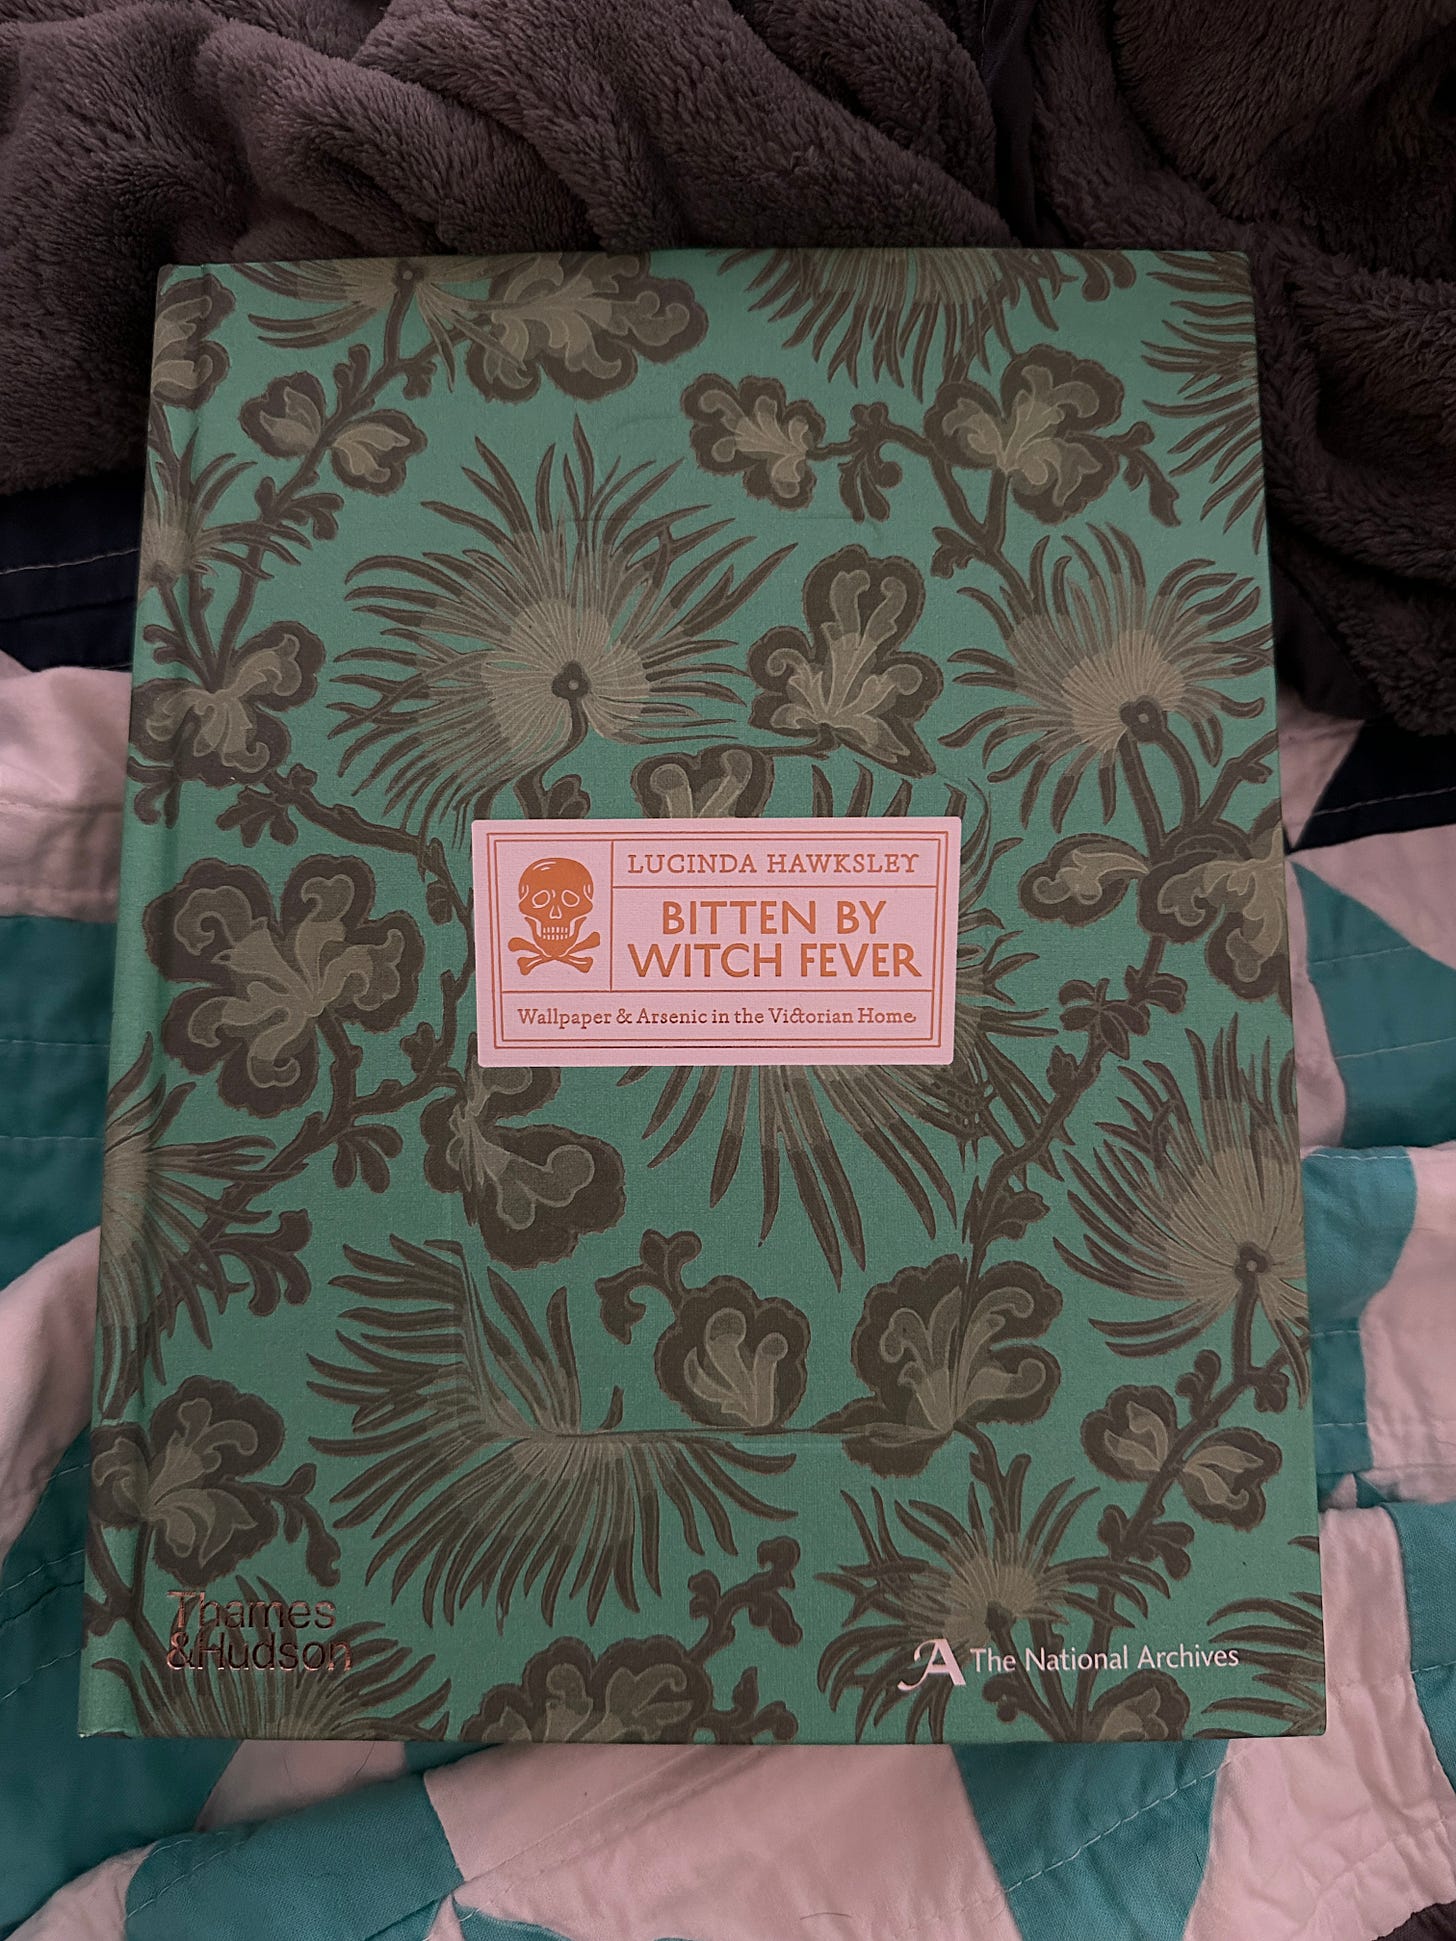 LUCINDA HAWKSLEY
BITTEN BY
WITCH FEVER
Wallpaper & Arsenic in the Victorian Home
Thames
&Hudson
A The National Archives